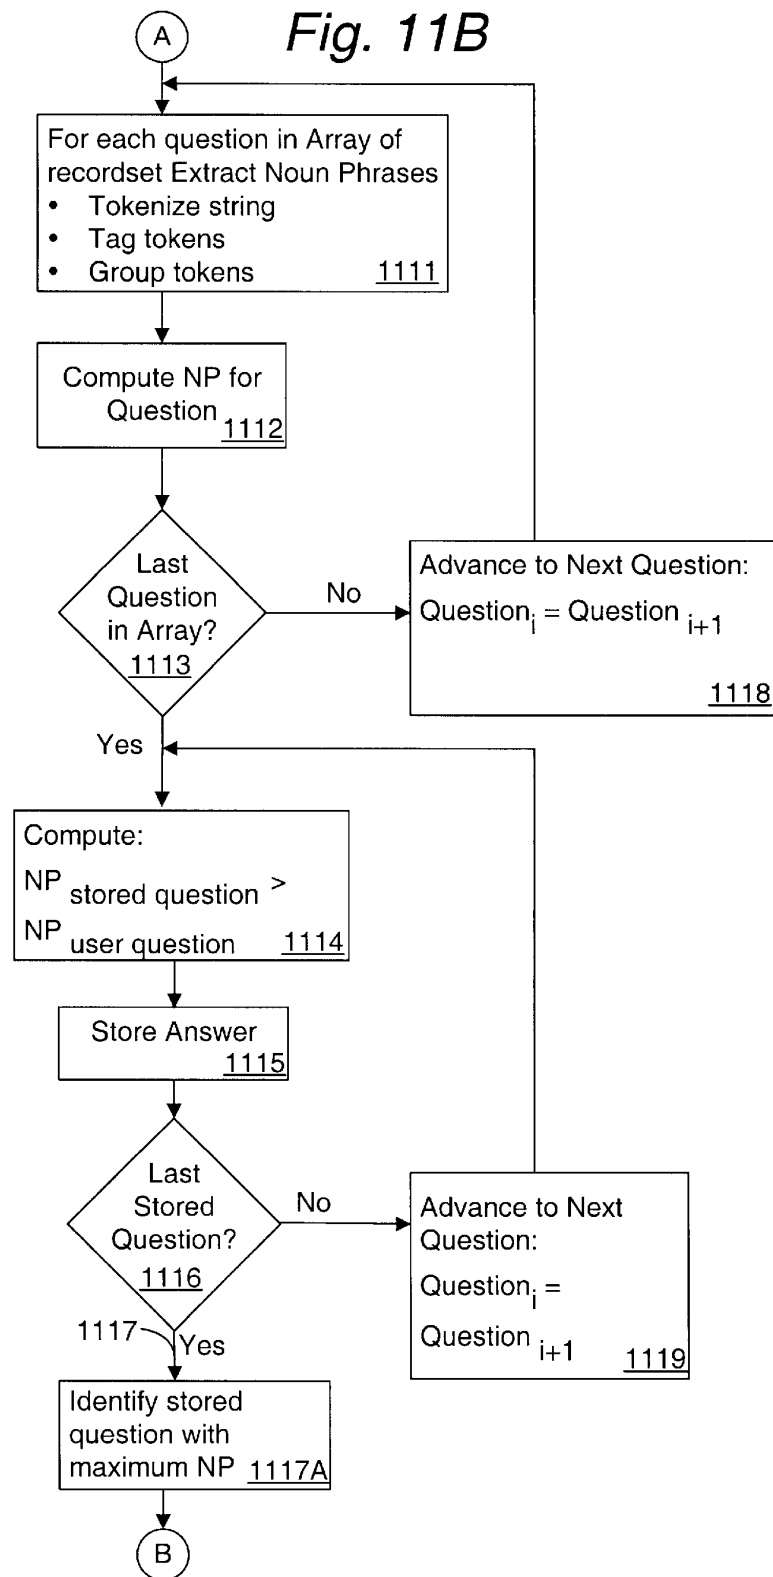 A
Fig. 11B
For each question in Array of
recordset Extract Noun Phrases
• Tokenize string
• Tag tokens
• Group tokens 1111
Compute NP for
Question 1112
Last
Question
in Array?
1113
No
Advance to Next Question:
Question i = Question i+1
1118
Yes
Compute:
NP stored question >
NP user question 1114
Store Answer
1115
Last
Stored
Question?
1116
No
Advance to Next
Question:
Question i =
Question i+1 1119
1117
Yes
Identify stored
question with
maximum NP 1117A
B